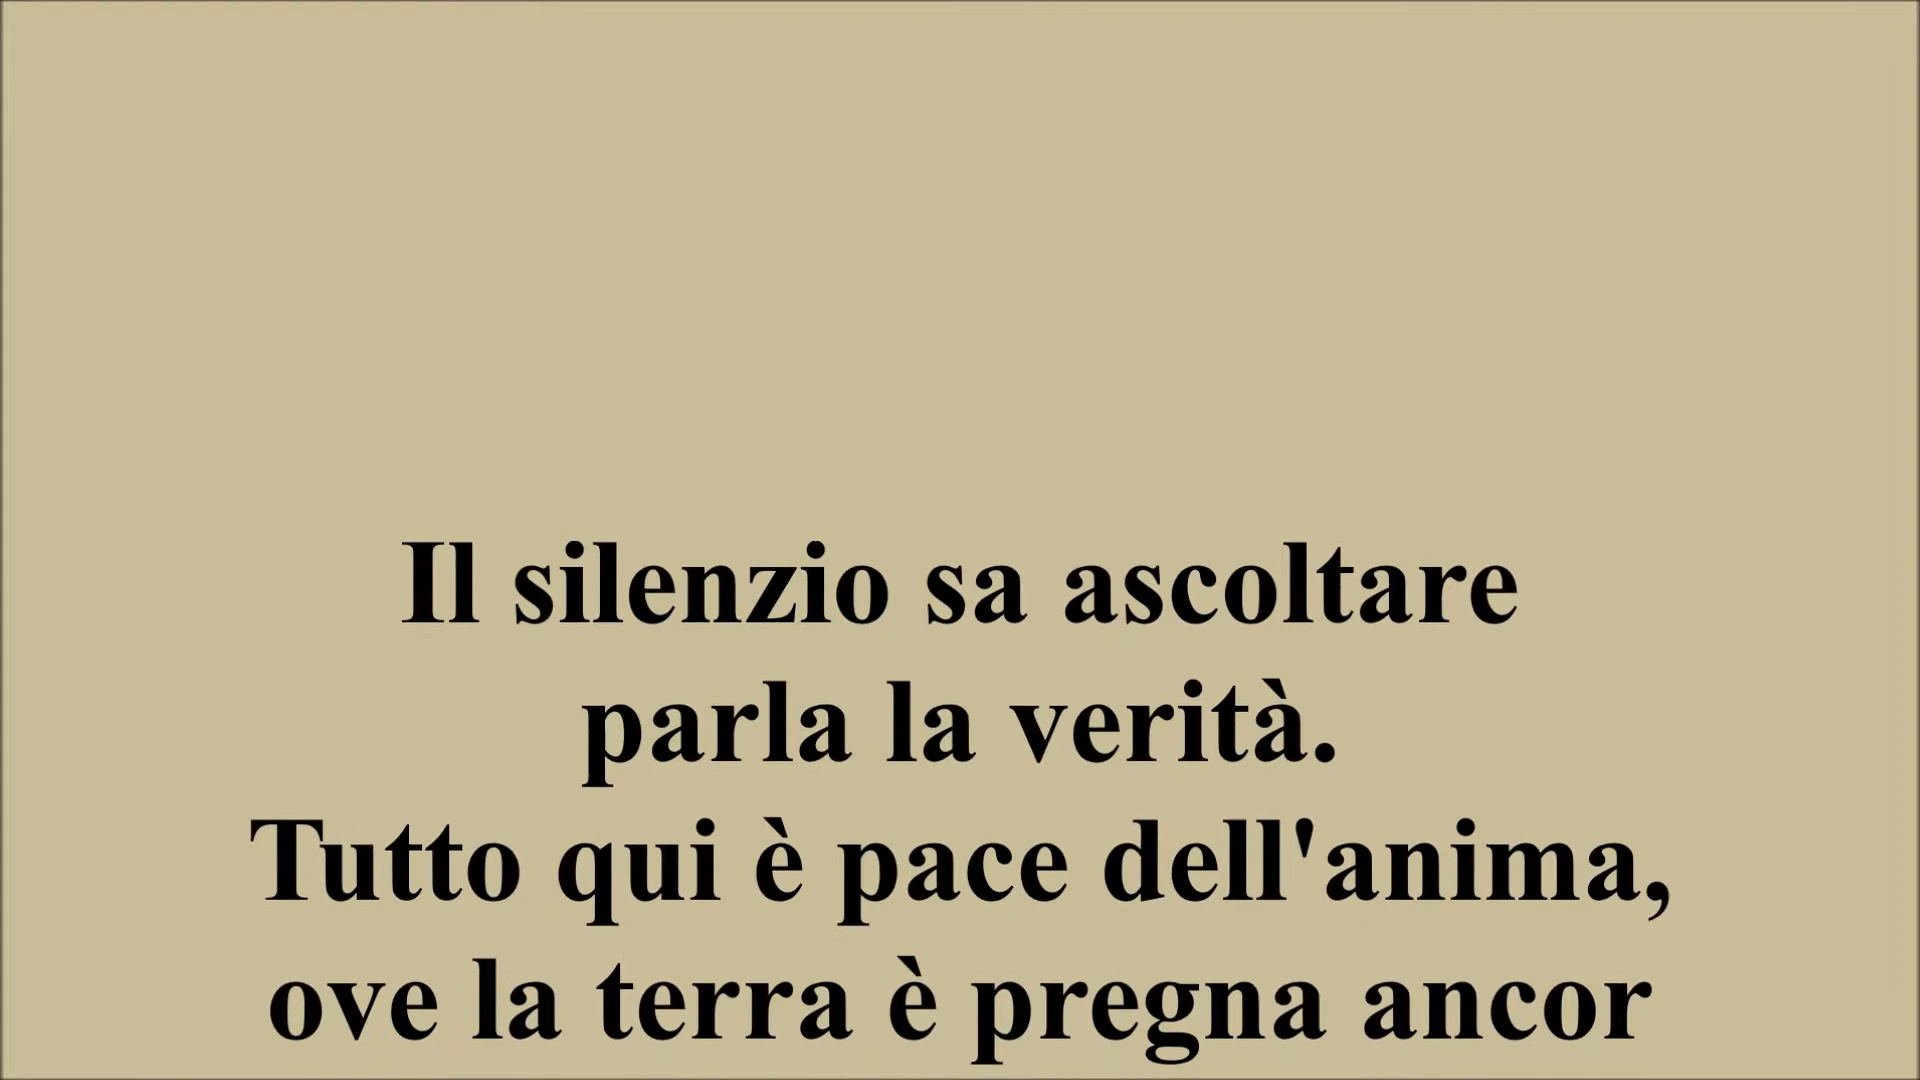 Il silenzio sa ascoltare
parla la verità.
Tutto qui è pace dell'anima,
ove la terra è pregna ancor